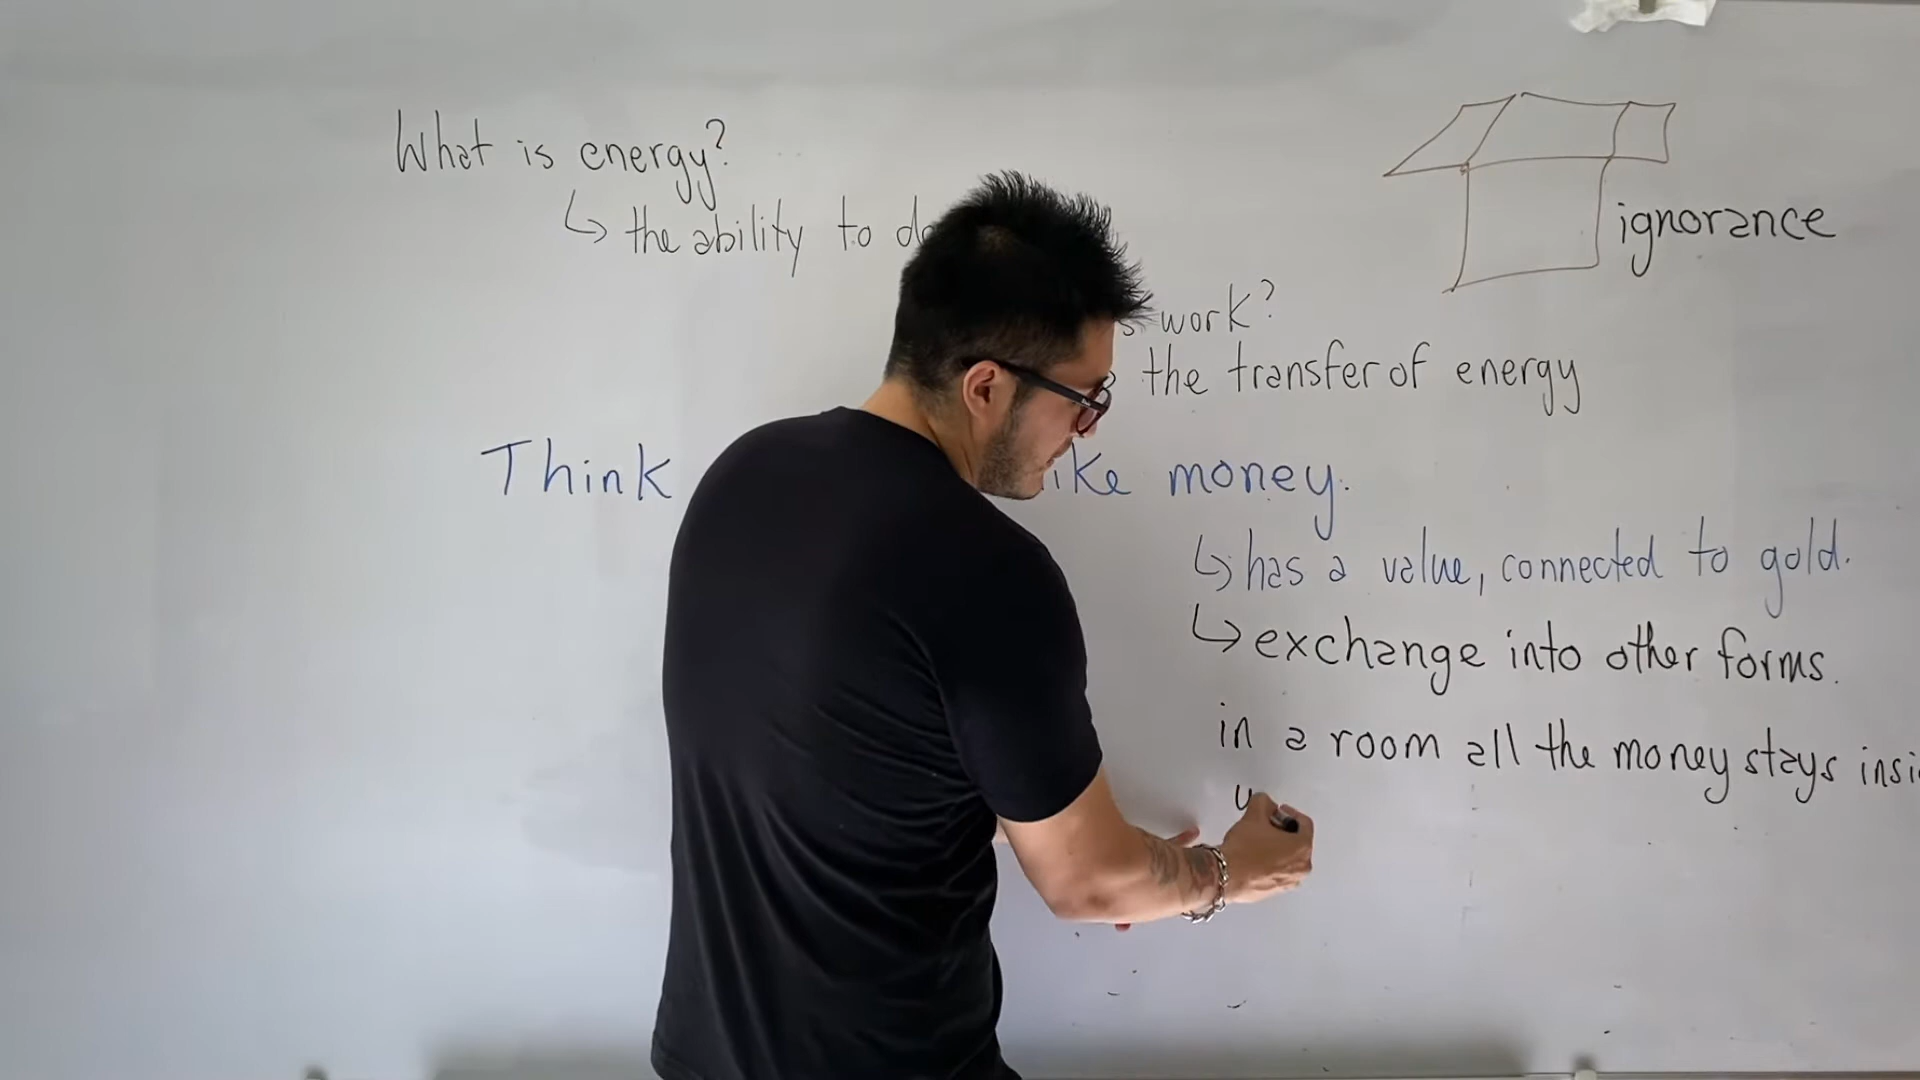 What is energy?
↳ the ability to do
ignorance
work?
the transfer of energy
Think like money.
↳ has a value, connected to gold.
↳ exchange into other forms.
in a room all the money stays